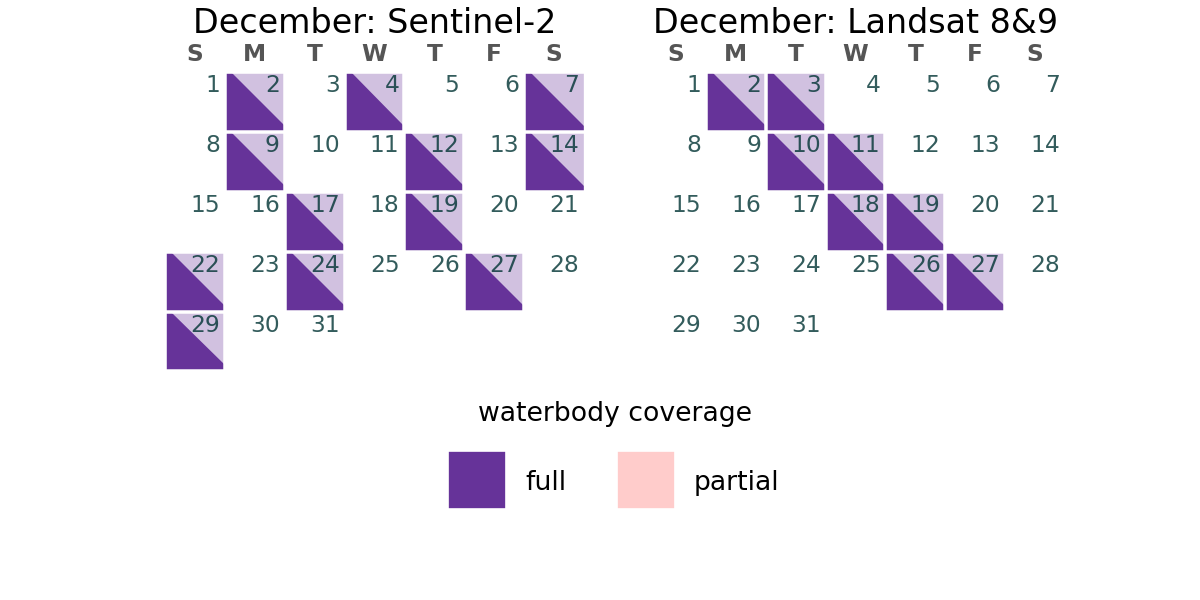 December: Sentinel-2
S M T W T F S
1 2 3 4 5 6 7
8 9 10 11 12 13 14
15 16 17 18 19 20 21
22 23 24 25 26 27 28
29 30 31
December: Landsat 8&9
S M T W T F S
1 2 3 4 5 6 7
8 9 10 11 12 13 14
15 16 17 18 19 20 21
22 23 24 25 26 27 28
29 30 31
waterbody coverage
full
partial